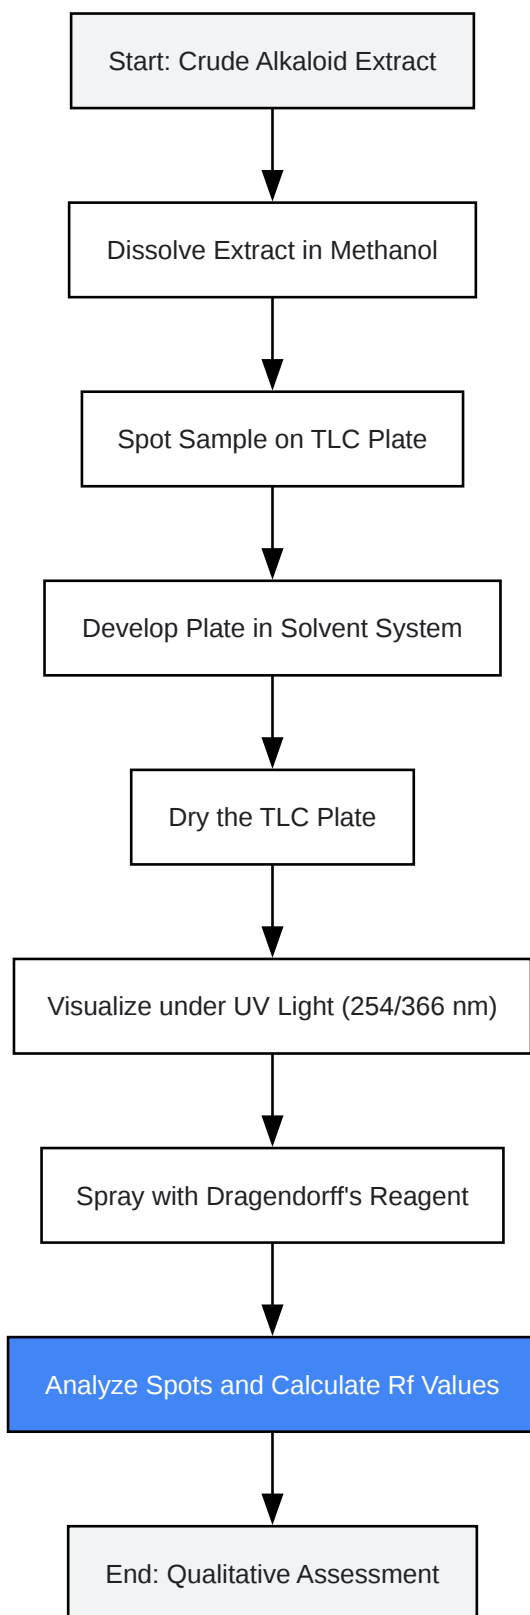 Start: Crude Alkaloid Extract
Dissolve Extract in Methanol
Spot Sample on TLC Plate
Develop Plate in Solvent System
Dry the TLC Plate
Visualize under UV Light (254/366 nm)
Spray with Dragendorff's Reagent
Analyze Spots and Calculate Rf Values
End: Qualitative Assessment